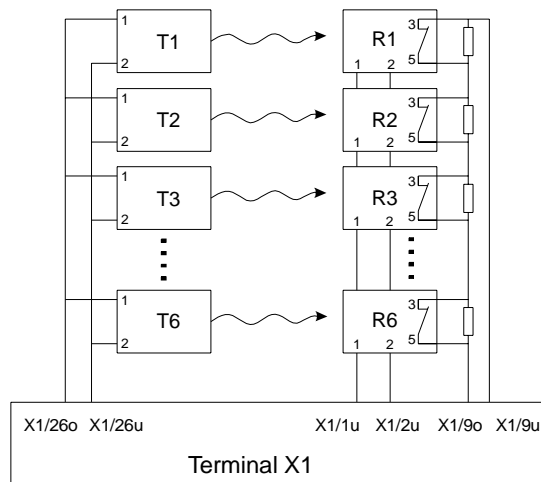 1 T1 R1 3
2 1 2 5
1 T2 R2 3
2 1 2 5
1 T3 R3 3
2 1 2 5
1 T6 R6 3
2 1 2 5
X1/26o X1/26u X1/1u X1/2u X1/9o X1/9u
Terminal X1